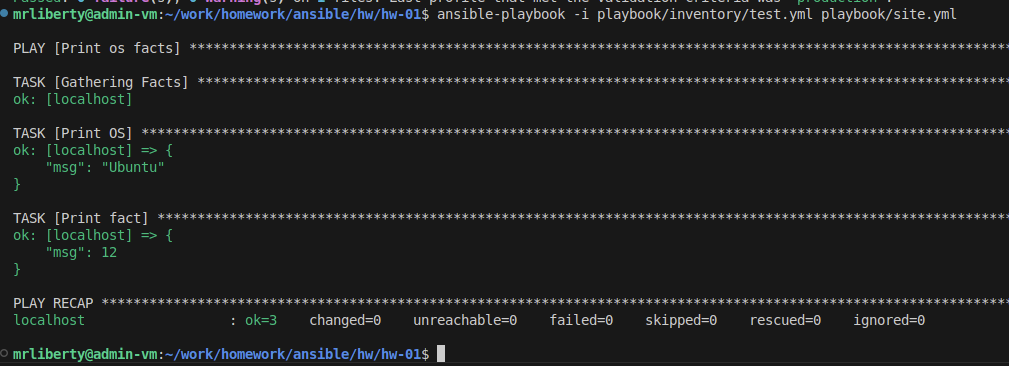 mrliberty@admin-vm:~/work/homework/ansible/hw/hw-01$ ansible-playbook -i playbook/inventory/test.yml playbook/site.yml
PLAY [Print os facts] ****************************************************************************************************
TASK [Gathering Facts] ***************************************************************************************************
ok: [localhost]
TASK [Print OS] **********************************************************************************************************
ok: [localhost] => {
    "msg": "Ubuntu"
}
TASK [Print fact] ********************************************************************************************************
ok: [localhost] => {
    "msg": 12
}
PLAY RECAP ***************************************************************************************************************
localhost                  : ok=3    changed=0    unreachable=0    failed=0    skipped=0    rescued=0    ignored=0
mrliberty@admin-vm:~/work/homework/ansible/hw/hw-01$